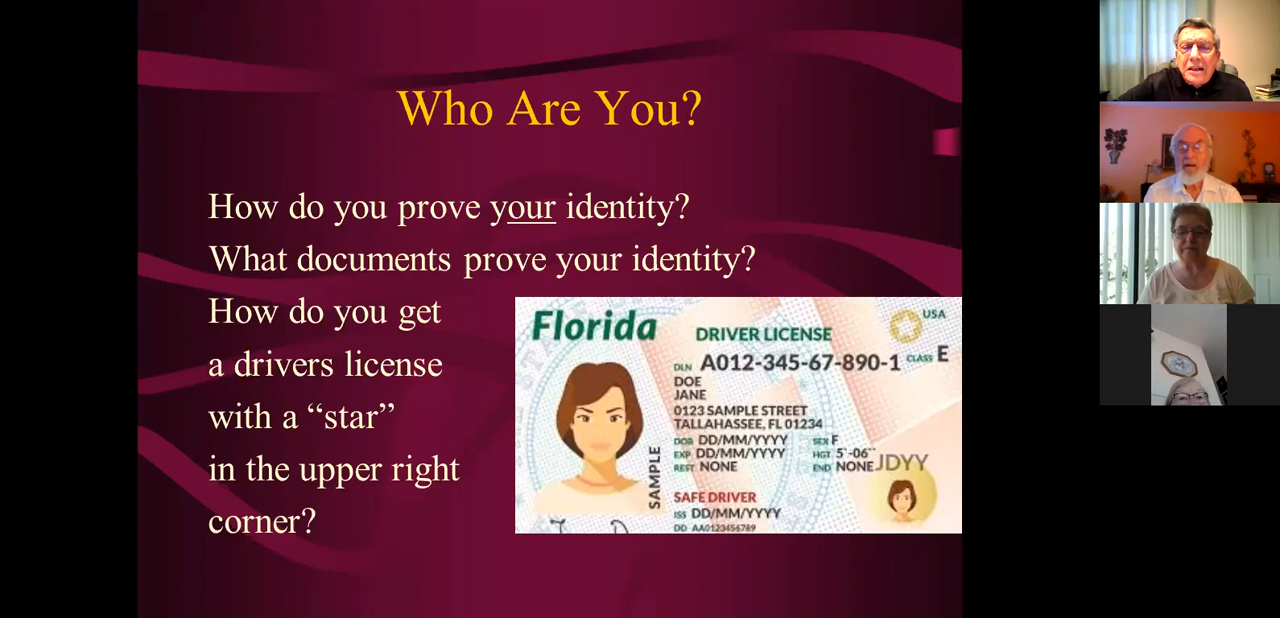 Who Are You?
How do you prove your identity?
What documents prove your identity?
How do you get
a drivers license
with a “star”
in the upper right
corner?
Florida
DRIVER LICENSE
USA
DLN A012-345-67-890-1 CLASS E
DOE
JANE
0123 SAMPLE STREET
TALLAHASSEE, FL 01234
DOB DD/MM/YYYY SEX F
EXP DD/MM/YYYY HGT 5'-06"
REST NONE END NONE JDYY
SAMPLE
SAFE DRIVER
ISS DD/MM/YYYY
DD AA0123456789